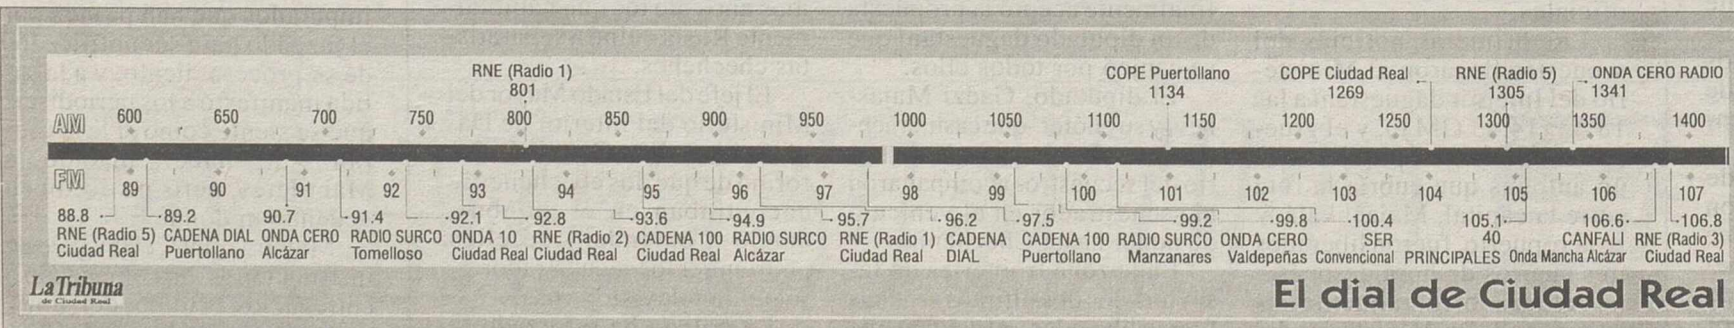 RNE (Radio 1) COPE Puertollano COPE Ciudad Real RNE (Radio 5) ONDA CERO RADIO
801 1134 1269 1305 1341
AM 600 650 700 750 800 850 900 950 1000 1050 1100 1150 1200 1250 1300 1350 1400
FM 89 90 91 92 93 94 95 96 97 98 99 100 101 102 103 104 105 106 107
88.8 89.2 90.7 91.4 92.1 92.8 93.6 94.9 95.7 96.2 97.5 99.2 99.8 100.4 105.1 106.6 106.8
RNE (Radio 5) CADENA DIAL ONDA CERO RADIO SURCO ONDA 10 RNE (Radio 2) CADENA 100 RADIO SURCO RNE (Radio 1) CADENA CADENA 100 RADIO SURCO ONDA CERO SER 40 CANFALI RNE (Radio 3)
Ciudad Real Puertollano Alcázar Tomelloso Ciudad Real Ciudad Real Ciudad Real Alcázar Ciudad Real DIAL Puertollano Manzanares Valdepeñas Convencional PRINCIPALES Onda Mancha Alcázar Ciudad Real
La Tribuna
de Ciudad Real
El dial de Ciudad Real